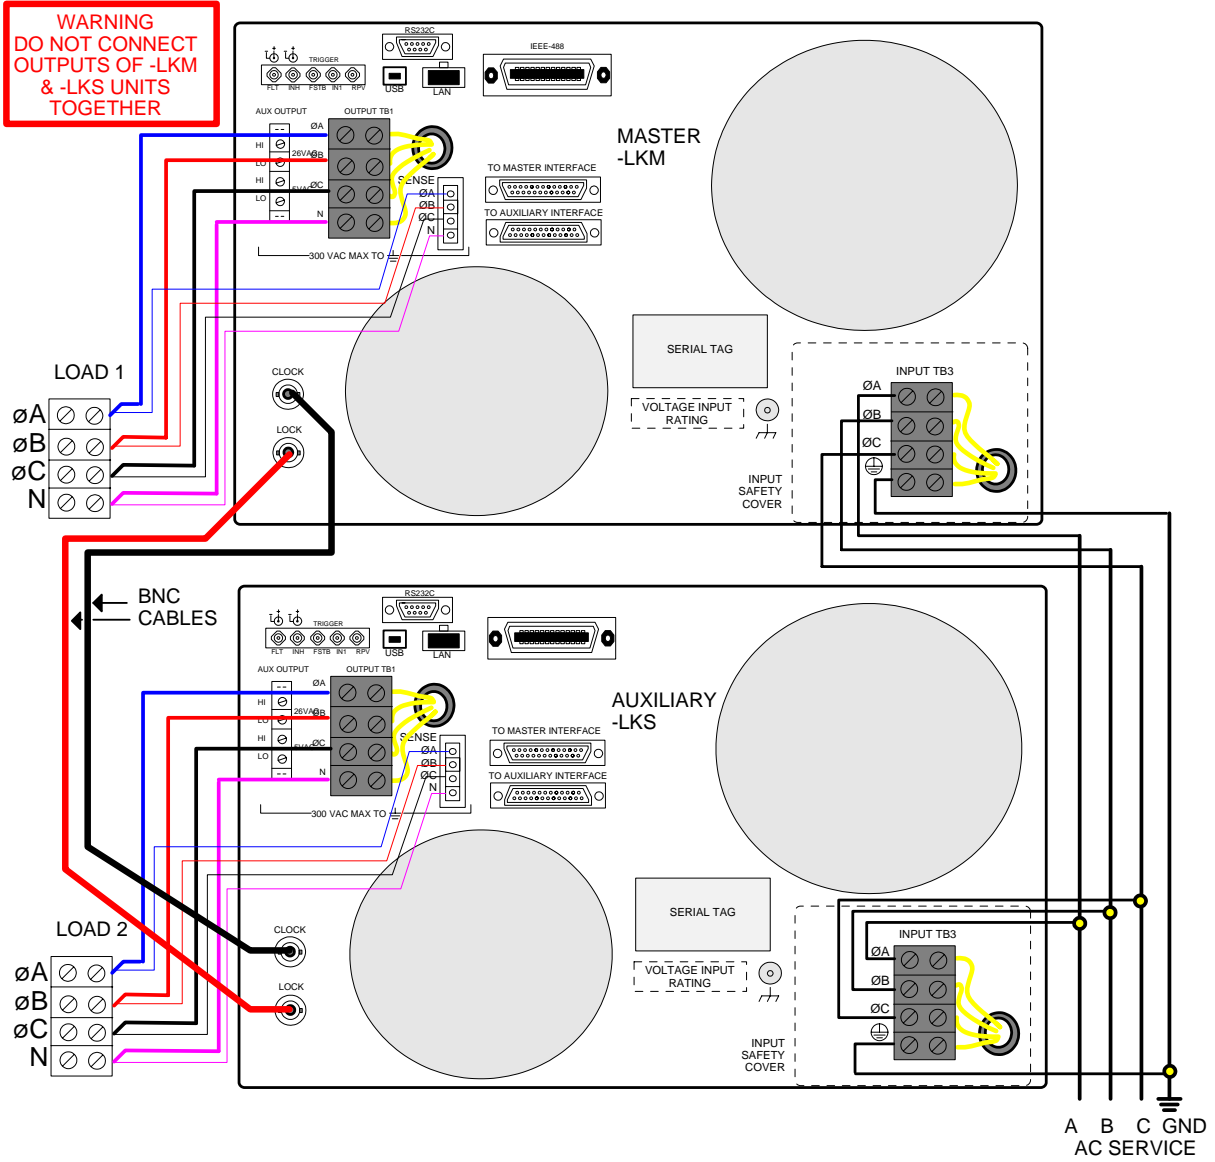 WARNING
DO NOT CONNECT
OUTPUTS OF -LKM
& -LKS UNITS
TOGETHER
RS232C
IEEE-488
TRIGGER
FLT INH FSTB IN1 RPV
USB
LAN
AUX OUTPUT
OUTPUT TB1
MASTER
-LKM
HI
LO
HI
LO
26VAC
5VAC
ØA
ØB
ØC
N
SENSE
ØA
ØB
ØC
N
TO MASTER INTERFACE
TO AUXILIARY INTERFACE
300 VAC MAX TO
SERIAL TAG
VOLTAGE INPUT
RATING
INPUT TB3
ØA
ØB
ØC
INPUT
SAFETY
COVER
CLOCK
LOCK
LOAD 1
øA
øB
øC
N
BNC
CABLES
RS232C
TRIGGER
FLT INH FSTB IN1 RPV
USB
LAN
AUX OUTPUT
OUTPUT TB1
AUXILIARY
-LKS
HI
LO
HI
LO
26VAC
5VAC
ØA
ØB
ØC
N
SENSE
ØA
ØB
ØC
N
TO MASTER INTERFACE
TO AUXILIARY INTERFACE
300 VAC MAX TO
SERIAL TAG
VOLTAGE INPUT
RATING
INPUT TB3
ØA
ØB
ØC
INPUT
SAFETY
COVER
CLOCK
LOCK
LOAD 2
øA
øB
øC
N
A B C GND
AC SERVICE